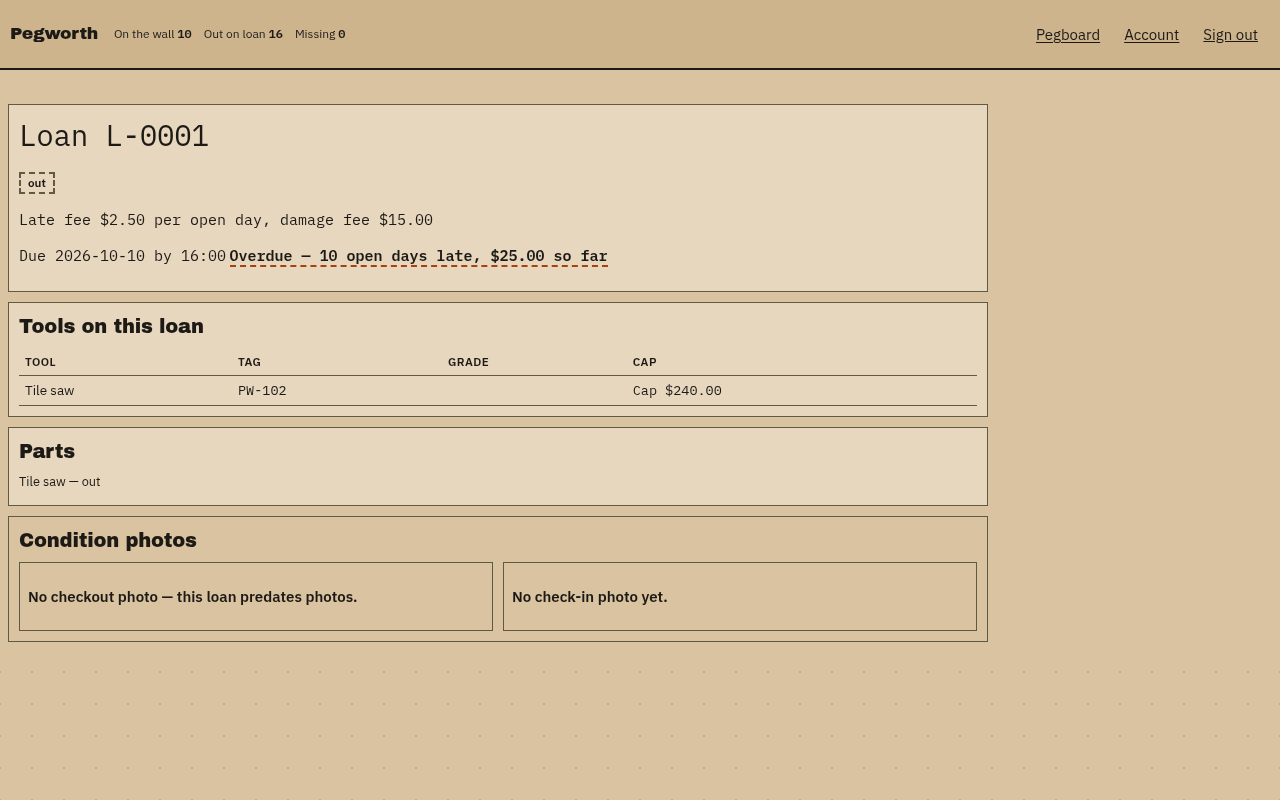 Pegworth On the wall 10 Out on loan 16 Missing 0 Pegboard Account Sign out
Loan L-0001
out
Late fee $2.50 per open day, damage fee $15.00
Due 2026-10-10 by 16:00 Overdue — 10 open days late, $25.00 so far
Tools on this loan
TOOL TAG GRADE CAP
Tile saw PW-102 Cap $240.00
Parts
Tile saw — out
Condition photos
No checkout photo — this loan predates photos. No check-in photo yet.